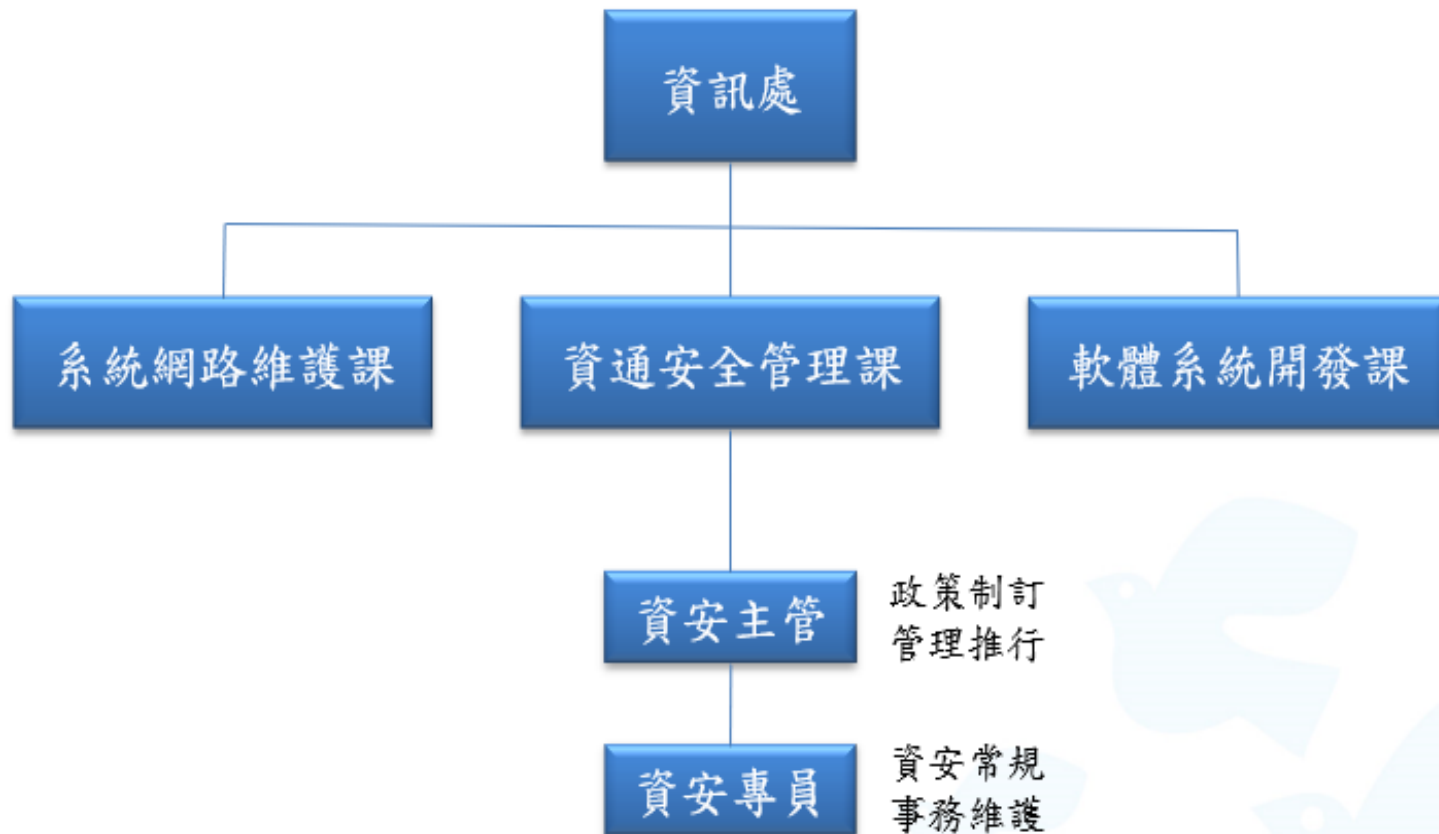 資訊處
系統網路維護課
資通安全管理課
軟體系統開發課
資安主管
政策制訂
管理推行
資安專員
資安常規
事務維護